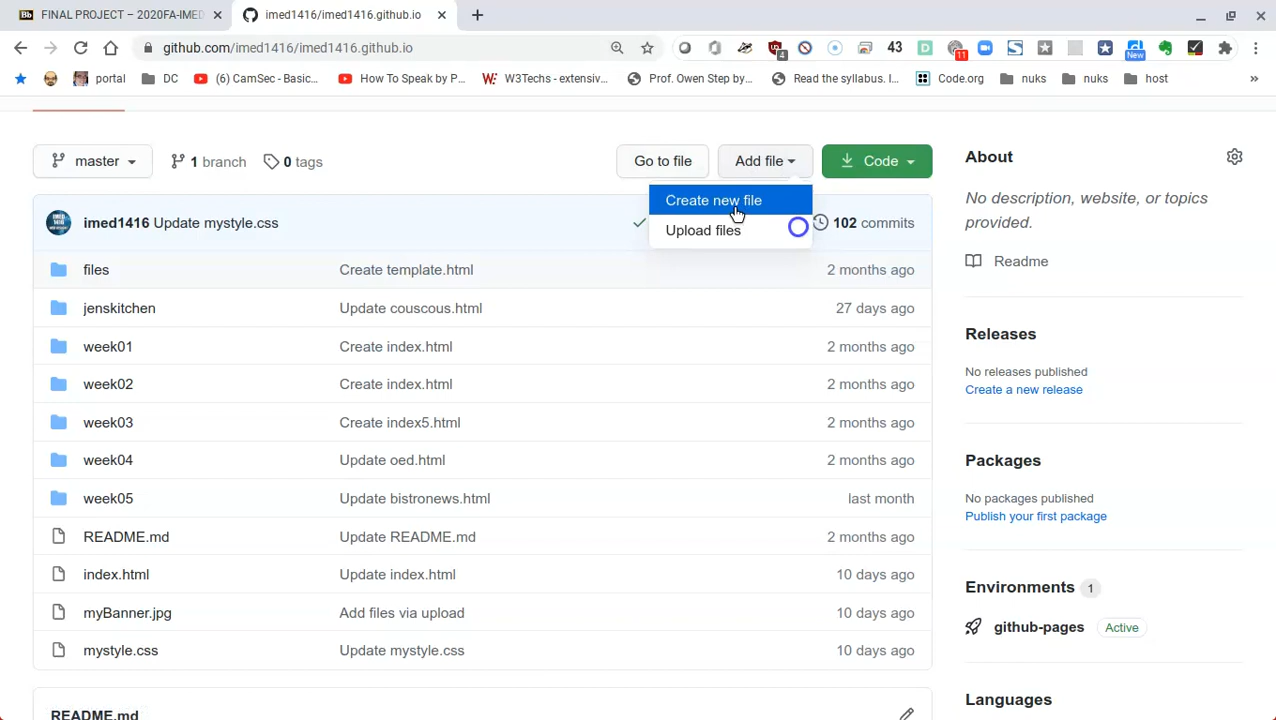 FINAL PROJECT – 2020FA-IMED
imed1416/imed1416.github.io
github.com/imed1416/imed1416.github.io
4
43
11
New
portal
DC
(6) CamSec - Basic...
How To Speak by P...
W3Techs - extensiv...
Prof. Owen Step by...
Read the syllabus. I...
Code.org
nuks
nuks
host
master
1 branch
0 tags
Go to file
Add file
Code
Create new file
Upload files
imed1416 Update mystyle.css
102 commits
files Create template.html 2 months ago
jenskitchen Update couscous.html 27 days ago
week01 Create index.html 2 months ago
week02 Create index.html 2 months ago
week03 Create index5.html 2 months ago
week04 Update oed.html 2 months ago
week05 Update bistronews.html last month
README.md Update README.md 2 months ago
index.html Update index.html 10 days ago
myBanner.jpg Add files via upload 10 days ago
mystyle.css Update mystyle.css 10 days ago
README.md
About
No description, website, or topics
provided.
Readme
Releases
No releases published
Create a new release
Packages
No packages published
Publish your first package
Environments 1
github-pages Active
Languages